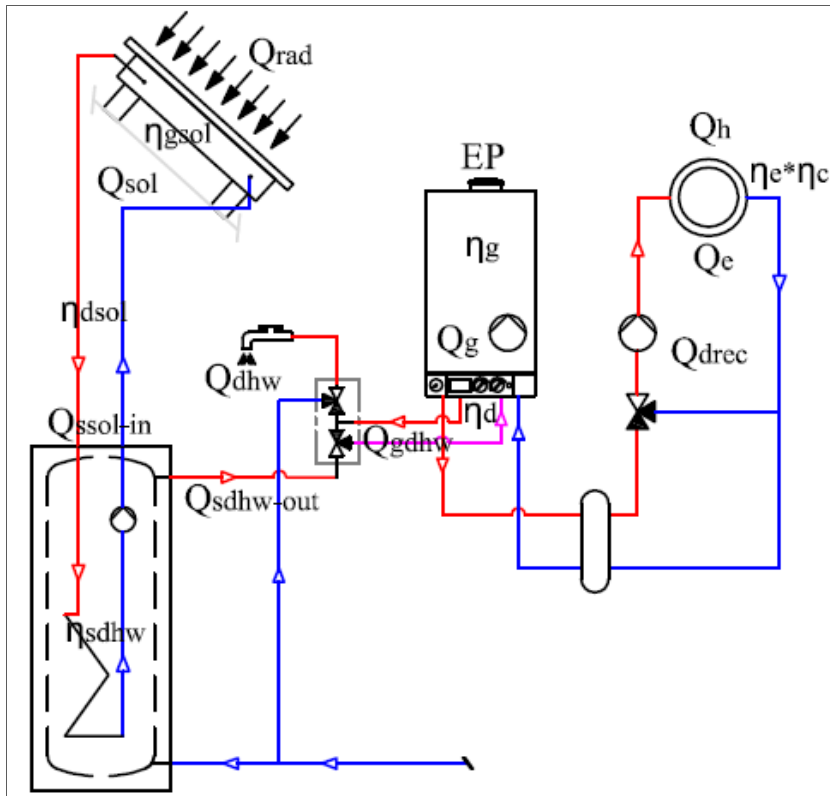 Qrad
ηgsol
Qsol
EP
Qh
ηe*ηc
ηg
Qe
ηdsol
Qg
Qdrec
Qdhw
ηd
Qssol-in
Qgdhw
Qsdhw-out
ηsdhw